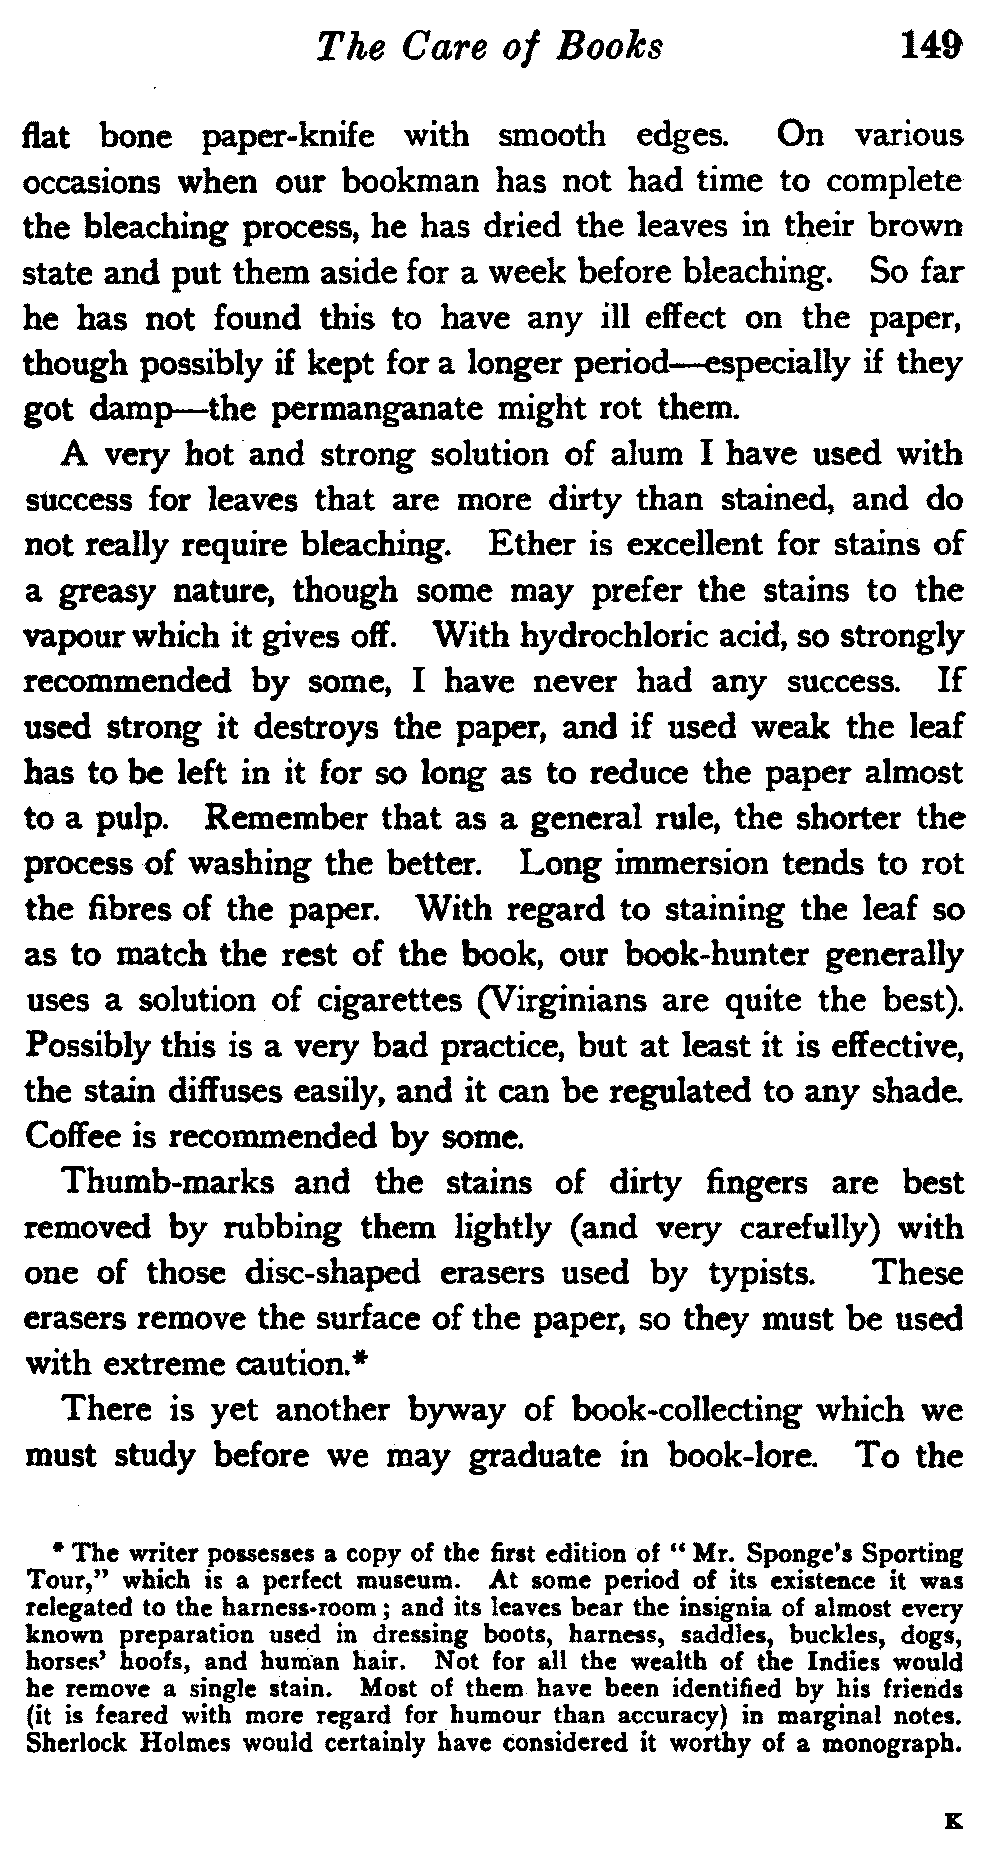 The Care of Books 149
flat bone paper-knife with smooth edges. On various
occasions when our bookman has not had time to complete
the bleaching process, he has dried the leaves in their brown
state and put them aside for a week before bleaching. So far
he has not found this to have any ill effect on the paper,
though possibly if kept for a longer period—especially if they
got damp—the permanganate might rot them.
A very hot and strong solution of alum I have used with
success for leaves that are more dirty than stained, and do
not really require bleaching. Ether is excellent for stains of
a greasy nature, though some may prefer the stains to the
vapour which it gives off. With hydrochloric acid, so strongly
recommended by some, I have never had any success. If
used strong it destroys the paper, and if used weak the leaf
has to be left in it for so long as to reduce the paper almost
to a pulp. Remember that as a general rule, the shorter the
process of washing the better. Long immersion tends to rot
the fibres of the paper. With regard to staining the leaf so
as to match the rest of the book, our book-hunter generally
uses a solution of cigarettes (Virginians are quite the best).
Possibly this is a very bad practice, but at least it is effective,
the stain diffuses easily, and it can be regulated to any shade.
Coffee is recommended by some.
Thumb-marks and the stains of dirty fingers are best
removed by rubbing them lightly (and very carefully) with
one of those disc-shaped erasers used by typists. These
erasers remove the surface of the paper, so they must be used
with extreme caution.*
There is yet another byway of book-collecting which we
must study before we may graduate in book-lore. To the
* The writer possesses a copy of the first edition of "Mr. Sponge's Sporting
Tour," which is a perfect museum. At some period of its existence it was
relegated to the harness-room; and its leaves bear the insignia of almost every
known preparation used in dressing boots, harness, saddles, buckles, dogs,
horses' hoofs, and human hair. Not for all the wealth of the Indies would
he remove a single stain. Most of them have been identified by his friends
(it is feared with more regard for humour than accuracy) in marginal notes.
Sherlock Holmes would certainly have considered it worthy of a monograph.
K